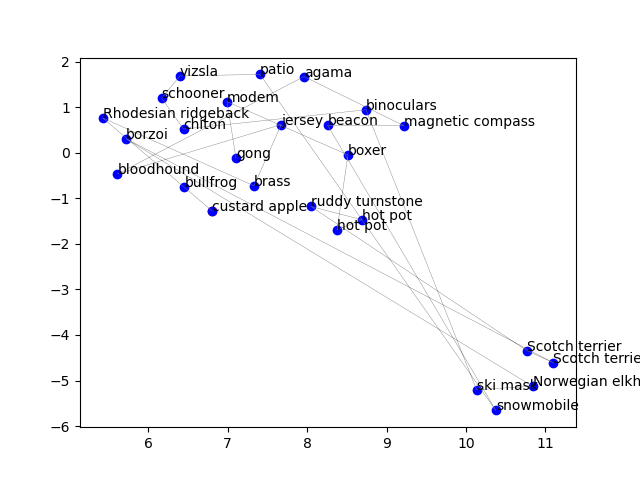 2
1
0
−1
−2
−3
−4
−5
−6
vizsla
patio
agama
schooner
modem
binoculars
Rhodesian ridgeback
chiton
jersey
beacon
magnetic compass
borzoi
gong
boxer
bloodhound
bullfrog
brass
custard apple
ruddy turnstone
hot pot
hot pot
Scotch terrier
Scotch terrie
ski mask
Norwegian elkh
snowmobile
6
7
8
9
10
11